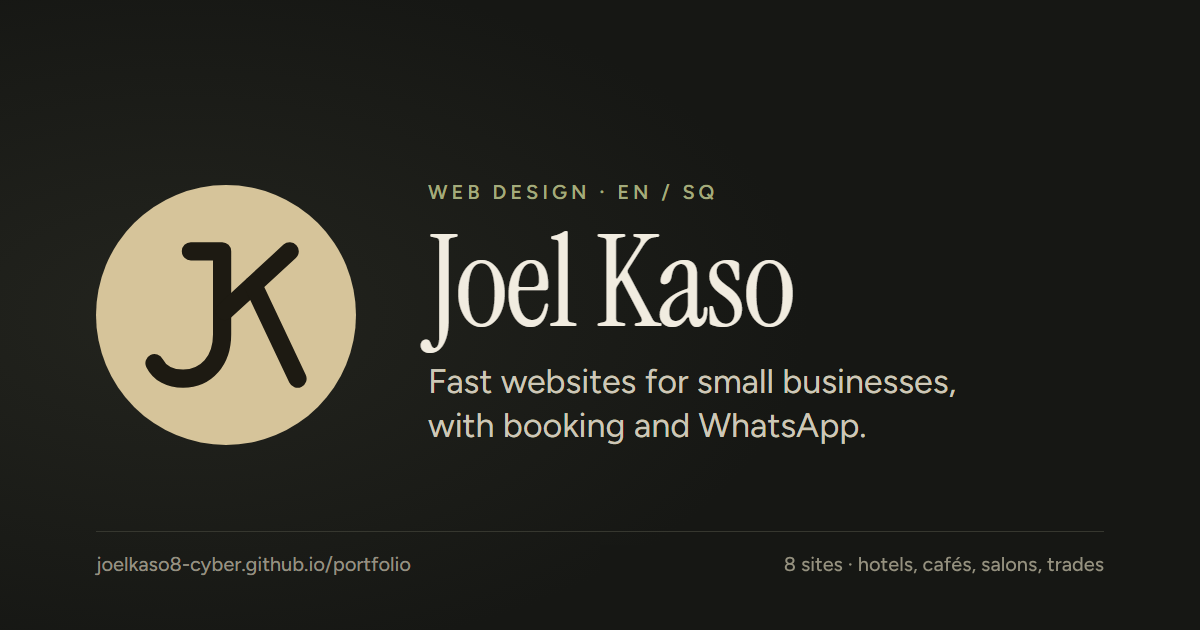 JK
WEB DESIGN · EN / SQ
Joel Kaso
Fast websites for small businesses,
with booking and WhatsApp.
joelkaso8-cyber.github.io/portfolio
8 sites · hotels, cafés, salons, trades